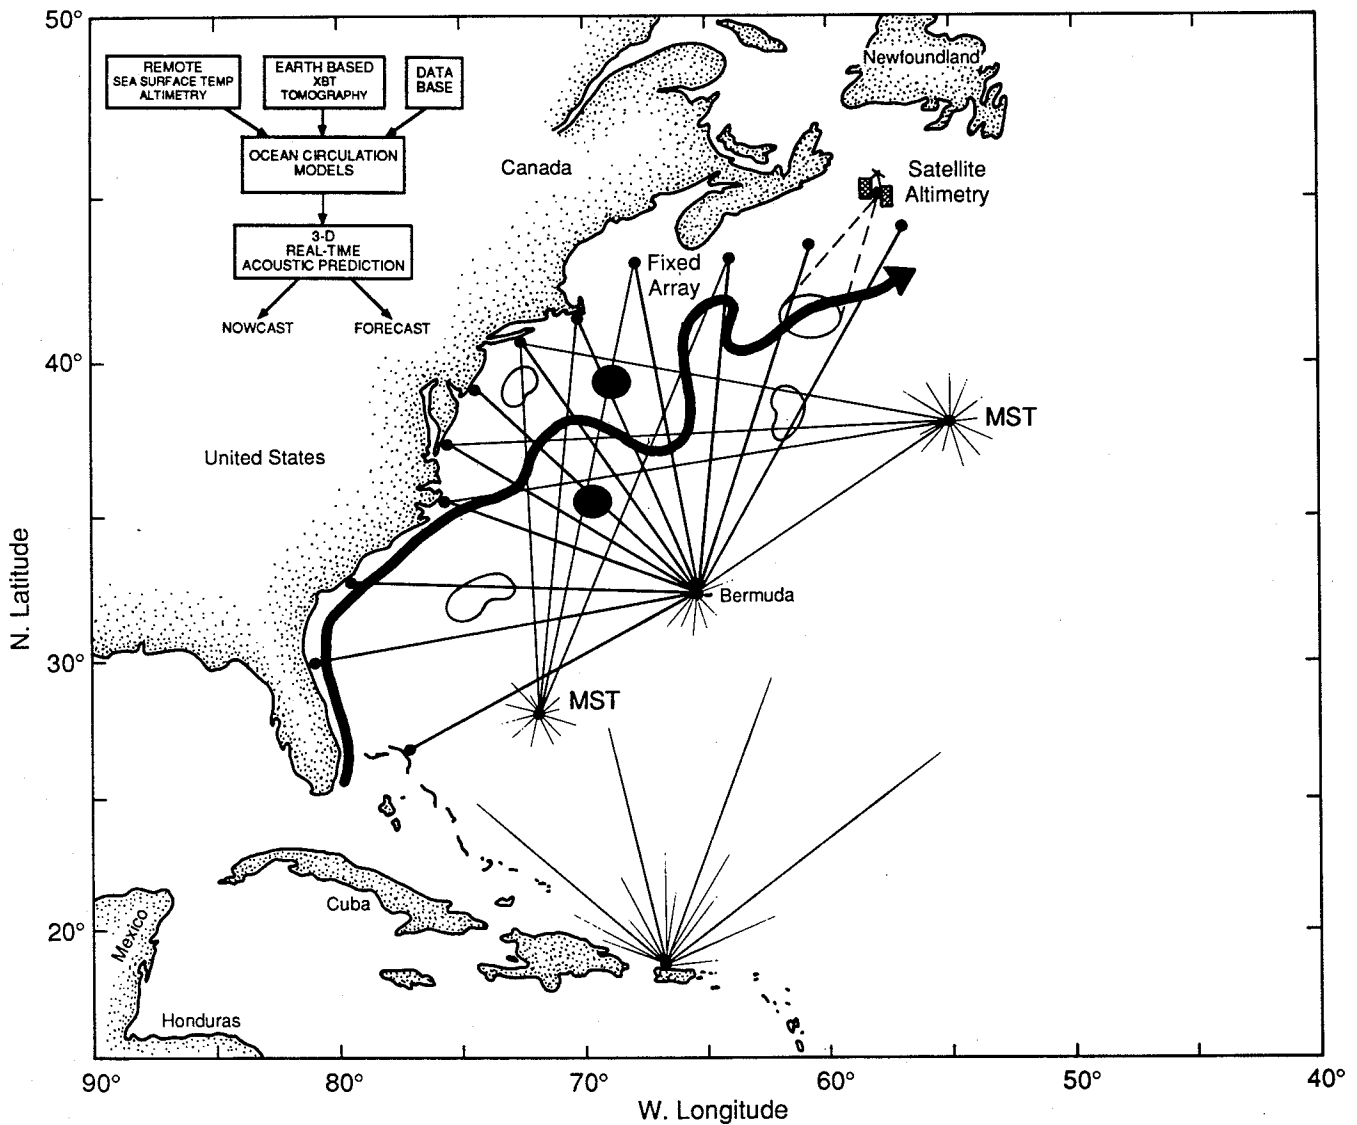 50°
REMOTE
SEA SURFACE TEMP
ALTIMETRY
EARTH BASED
XBT
TOMOGRAPHY
DATA
BASE
OCEAN CIRCULATION
MODELS
3-D
REAL-TIME
ACOUSTIC PREDICTION
NOWCAST
FORECAST
Newfoundland
Canada
Satellite
Altimetry
Fixed
Array
40°
MST
United States
N. Latitude
Bermuda
30°
MST
Cuba
20°
Mexico
Honduras
90°
80°
70°
60°
50°
40°
W. Longitude